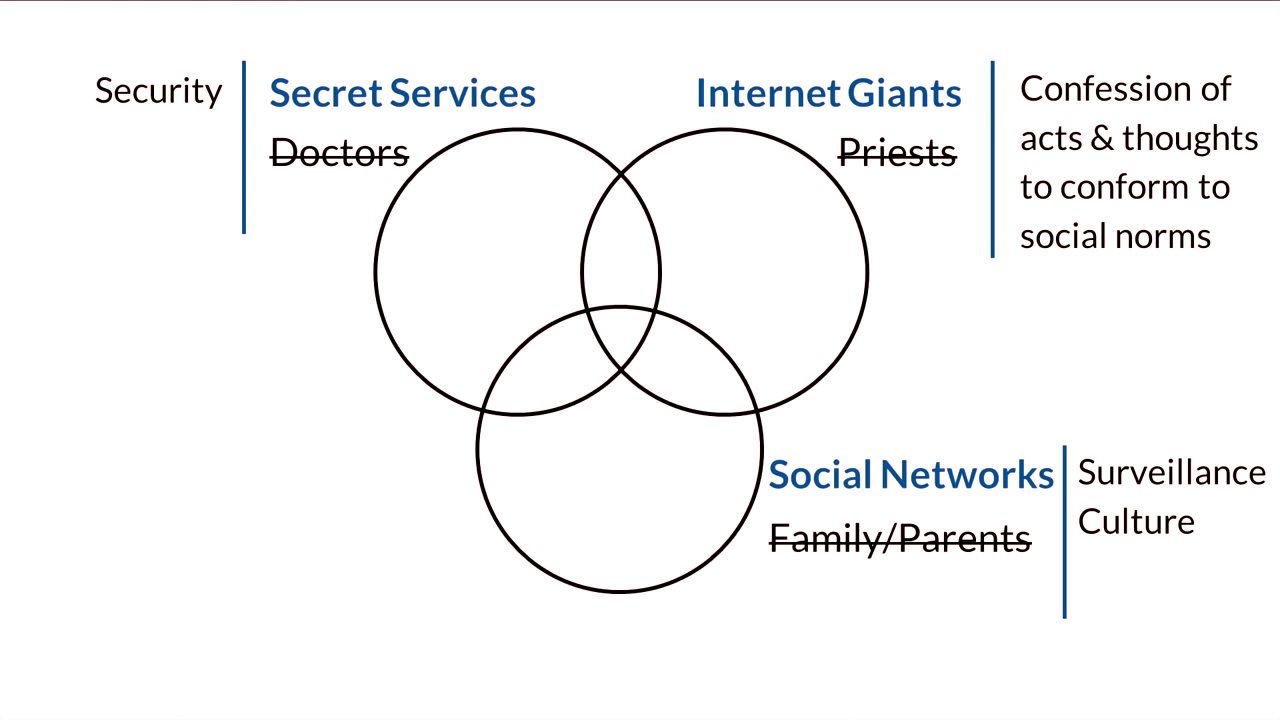 Security
Secret Services
Doctors
Internet Giants
Priests
Confession of
acts & thoughts
to conform to
social norms
Social Networks
Family/Parents
Surveillance
Culture